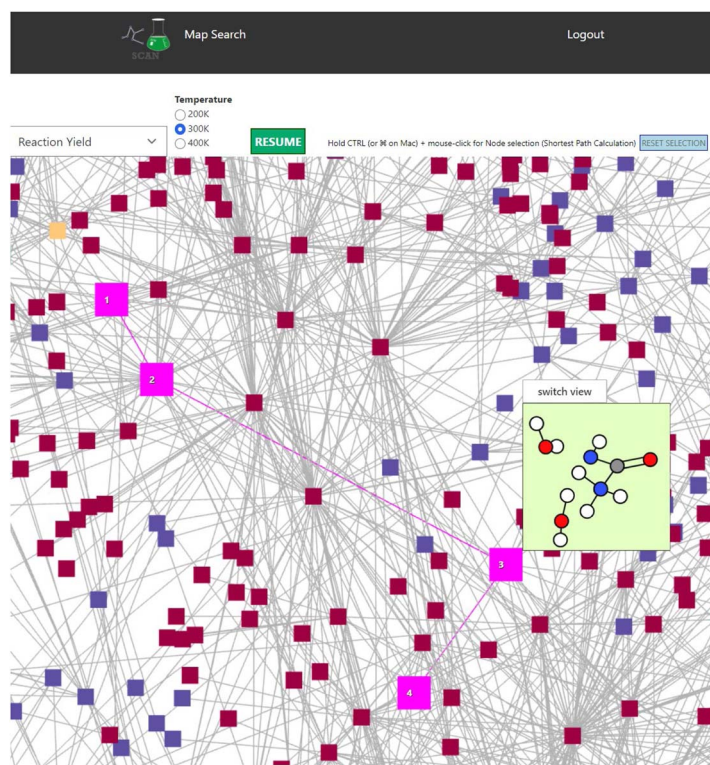 SCAN
Map Search
Logout
Temperature
200K
300K
400K
Reaction Yield
RESUME
Hold CTRL (or ⌘ on Mac) + mouse-click for Node selection (Shortest Path Calculation)
RESET SELECTION
1
2
switch view
3
4